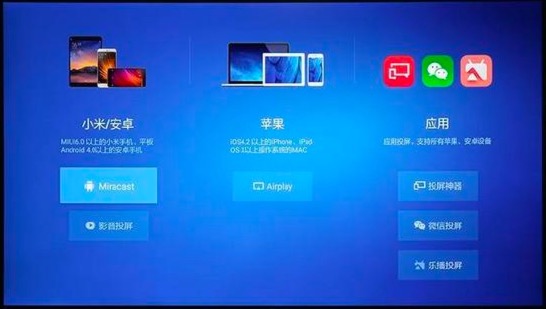 小米/安卓
MIUI6.0以上的小米手机、平板
Android 4.0以上的安卓手机
Miracast
影音投屏
苹果
iOS4.2以上的iPhone、iPad
OS 1以上操作系统的MAC
Airplay
应用
应用投屏，支持所有苹果、安卓设备
投屏神器
微信投屏
乐播投屏